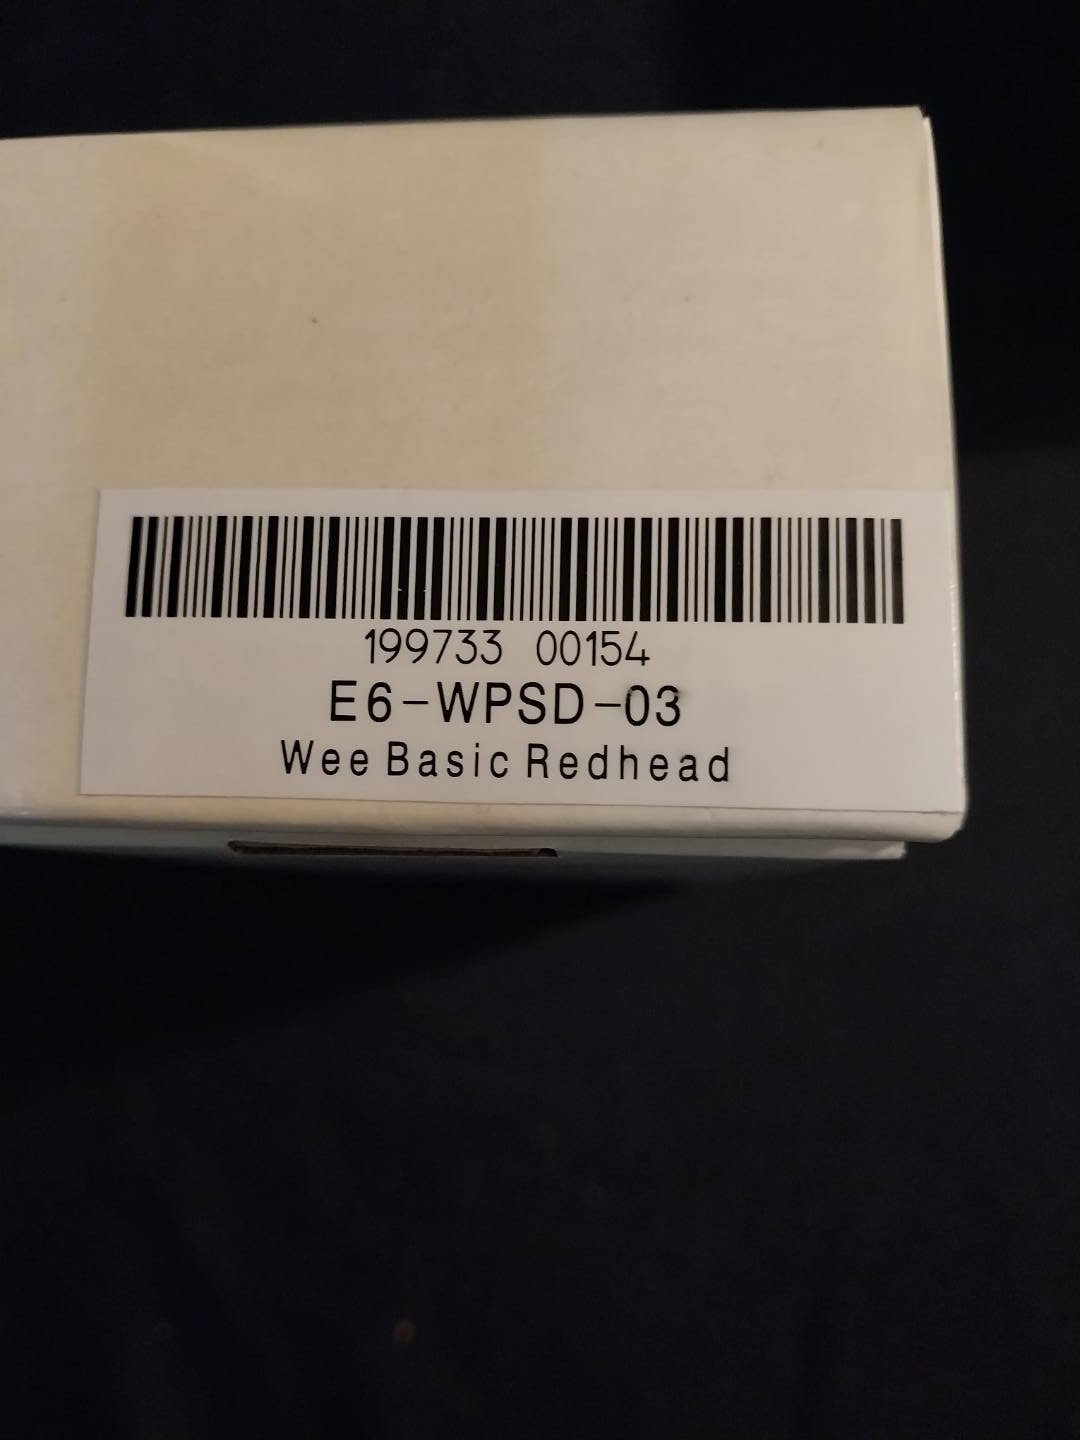 199733 00154
E6-WPSD-03
Wee Basic Redhead